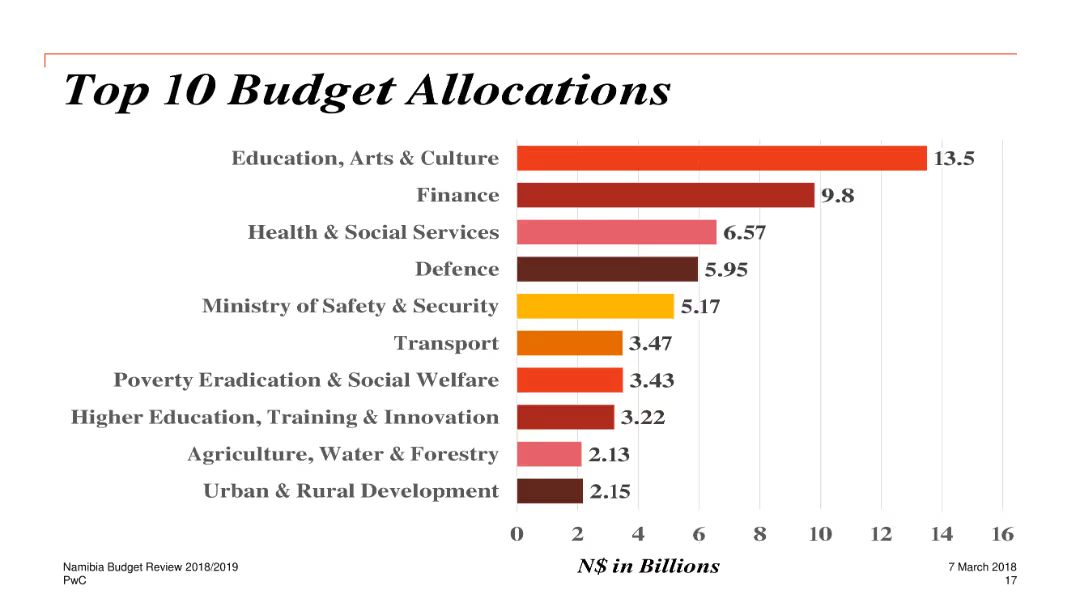 Top 10 Budget Allocations
Education, Arts & Culture 13.5
Finance 9.8
Health & Social Services 6.57
Defence 5.95
Ministry of Safety & Security 5.17
Transport 3.47
Poverty Eradication & Social Welfare 3.43
Higher Education, Training & Innovation 3.22
Agriculture, Water & Forestry 2.13
Urban & Rural Development 2.15
0 2 4 6 8 10 12 14 16
N$ in Billions
Namibia Budget Review 2018/2019
PwC
7 March 2018
17